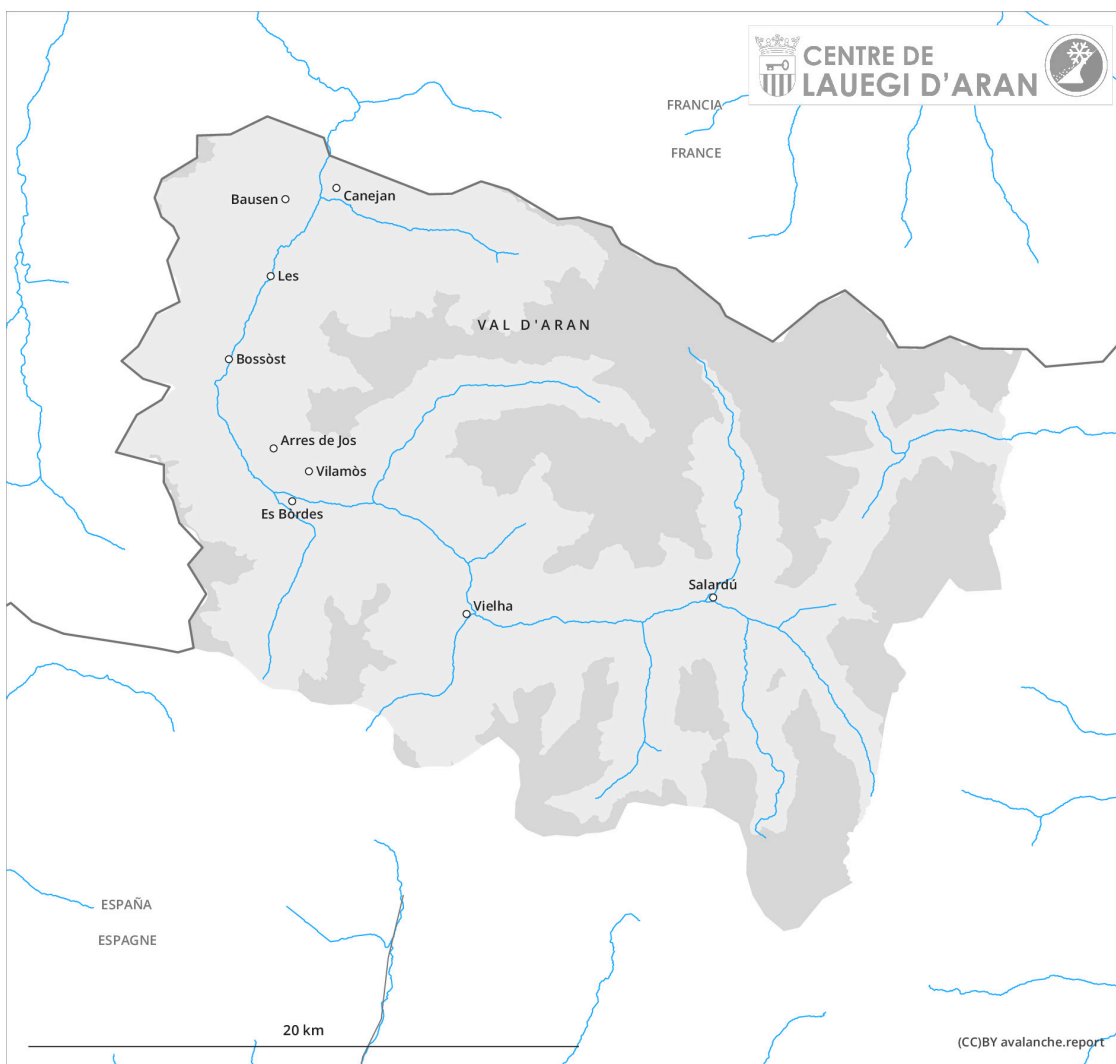 CENTRE DE
LAUEGI D'ARAN
FRANCIA
FRANCE
Bausen
Canejan
Les
VAL D'ARAN
Bossòst
Arres de Jos
Vilamòs
Es Bòrdes
Salardú
Vielha
ESPAÑA
ESPAGNE
20 km
(CC)BY avalanche.report